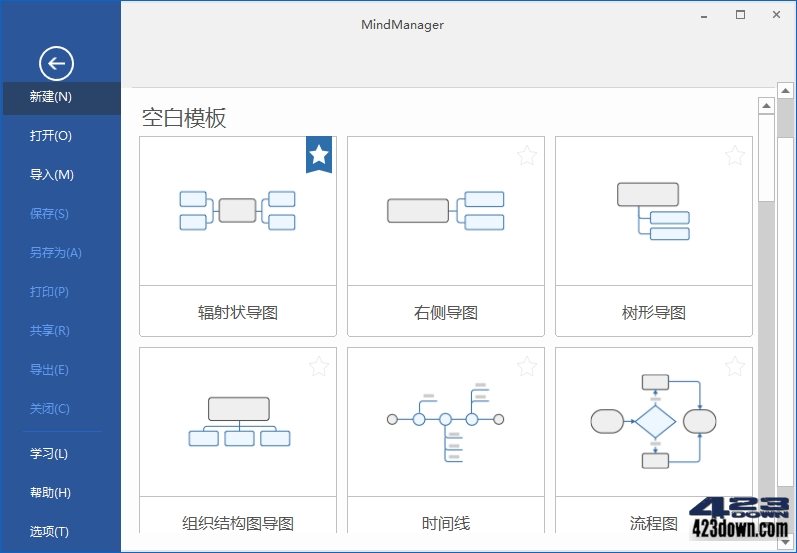 MindManager
新建(N)
打开(O)
导入(M)
保存(S)
另存为(A)
打印(P)
共享(R)
导出(E)
关闭(C)
学习(L)
帮助(H)
选项(T)
空白模板
辐射状导图
右侧导图
树形导图
组织结构图导图
时间线
流程图
423DOWN
423down.com